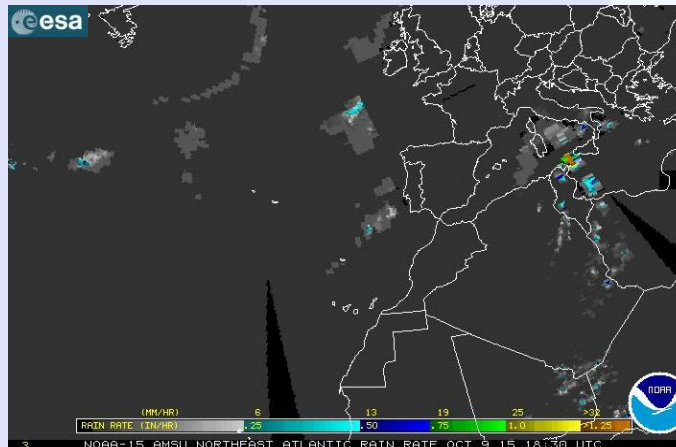 esa
NOAA
(MM/HR) 6 13 19 25 >32
RAIN RATE (IN/HR) .25 .50 .75 1.0 >1.25
3 NOAA-15 AMSU NORTHEAST ATLANTIC RAIN RATE OCT 9 15 18:30 UTC